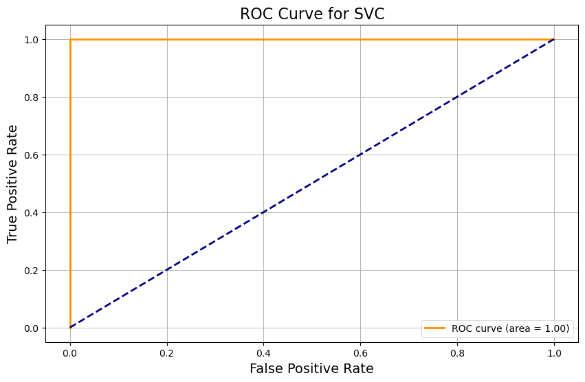 ROC Curve for SVC
1.0
0.8
0.6
0.4
0.2
0.0
True Positive Rate
ROC curve (area = 1.00)
0.0 0.2 0.4 0.6 0.8 1.0
False Positive Rate